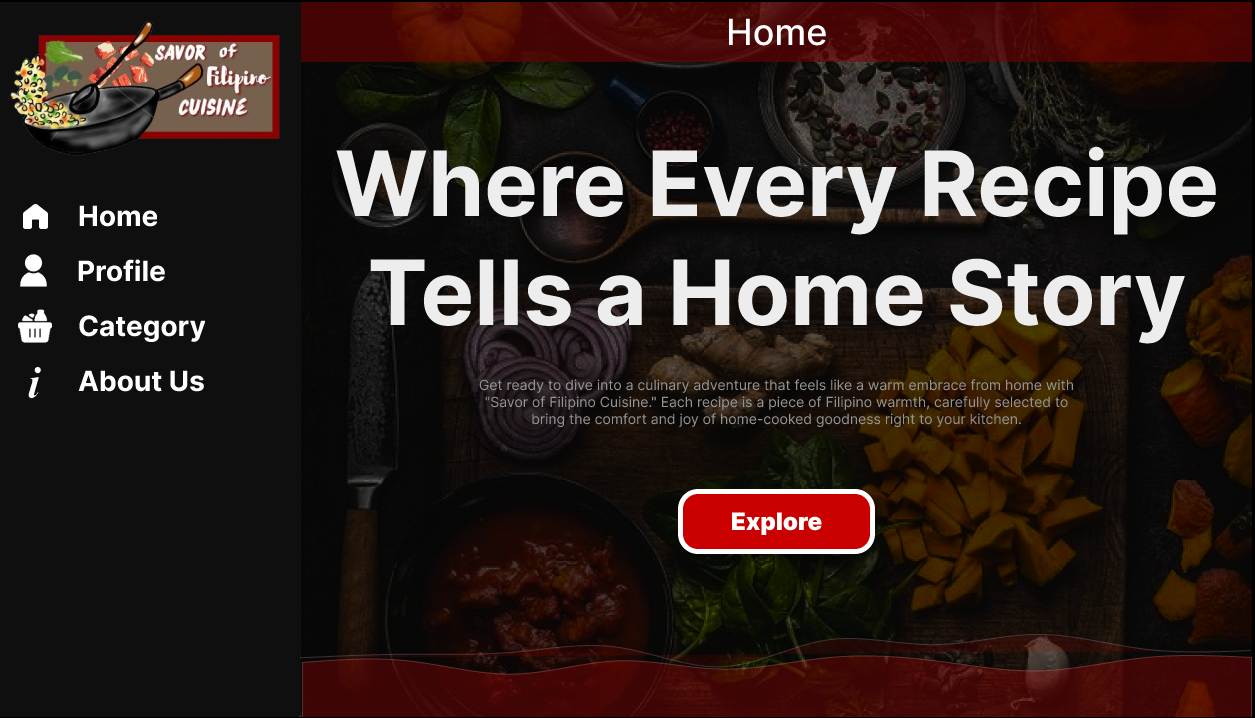 SAVOR of
Filipino
CUISINE
Home
Profile
Category
About Us
Home
Where Every Recipe
Tells a Home Story
Get ready to dive into a culinary adventure that feels like a warm embrace from home with
"Savor of Filipino Cuisine." Each recipe is a piece of Filipino warmth, carefully selected to
bring the comfort and joy of home-cooked goodness right to your kitchen.
Explore